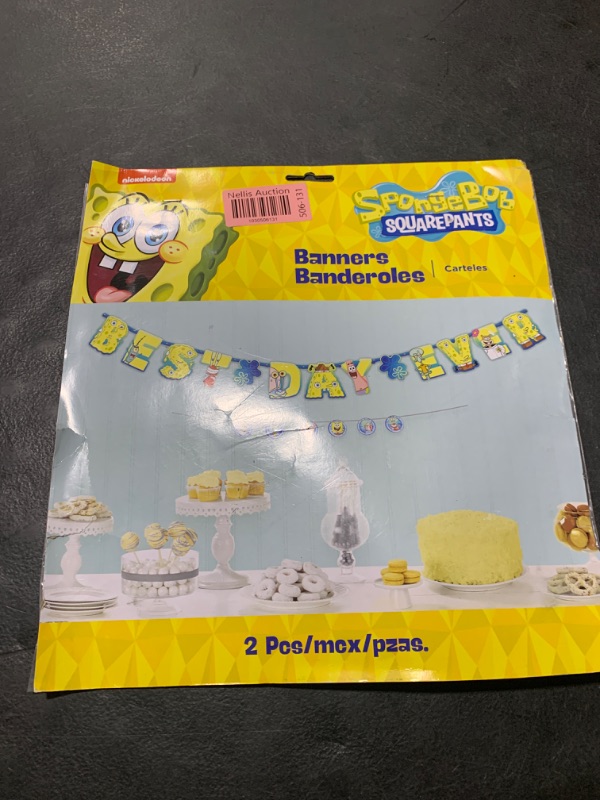 nickelodeon
Nellis Auction
S06-131
SpongeBob
SQUAREPANTS
Banners
Banderoles
Carteles
BEST DAY EVER
2 Pcs/mcx/pzas.